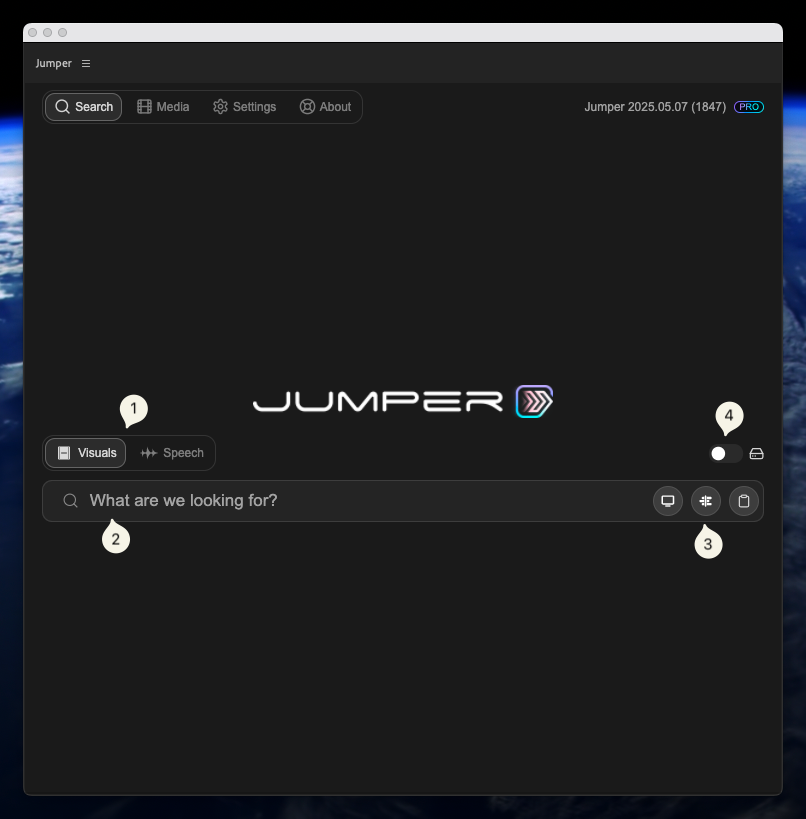 Jumper
Search Media Settings About Jumper 2025.05.07 (1847) PRO
JUMPER
1
4
Visuals Speech
What are we looking for?
2
3